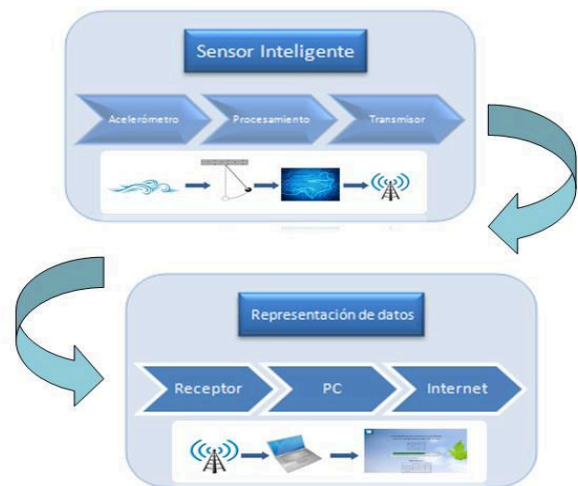 Sensor Inteligente
Acelerómetro
Procesamiento
Transmisor
Representación de datos
Receptor
PC
Internet